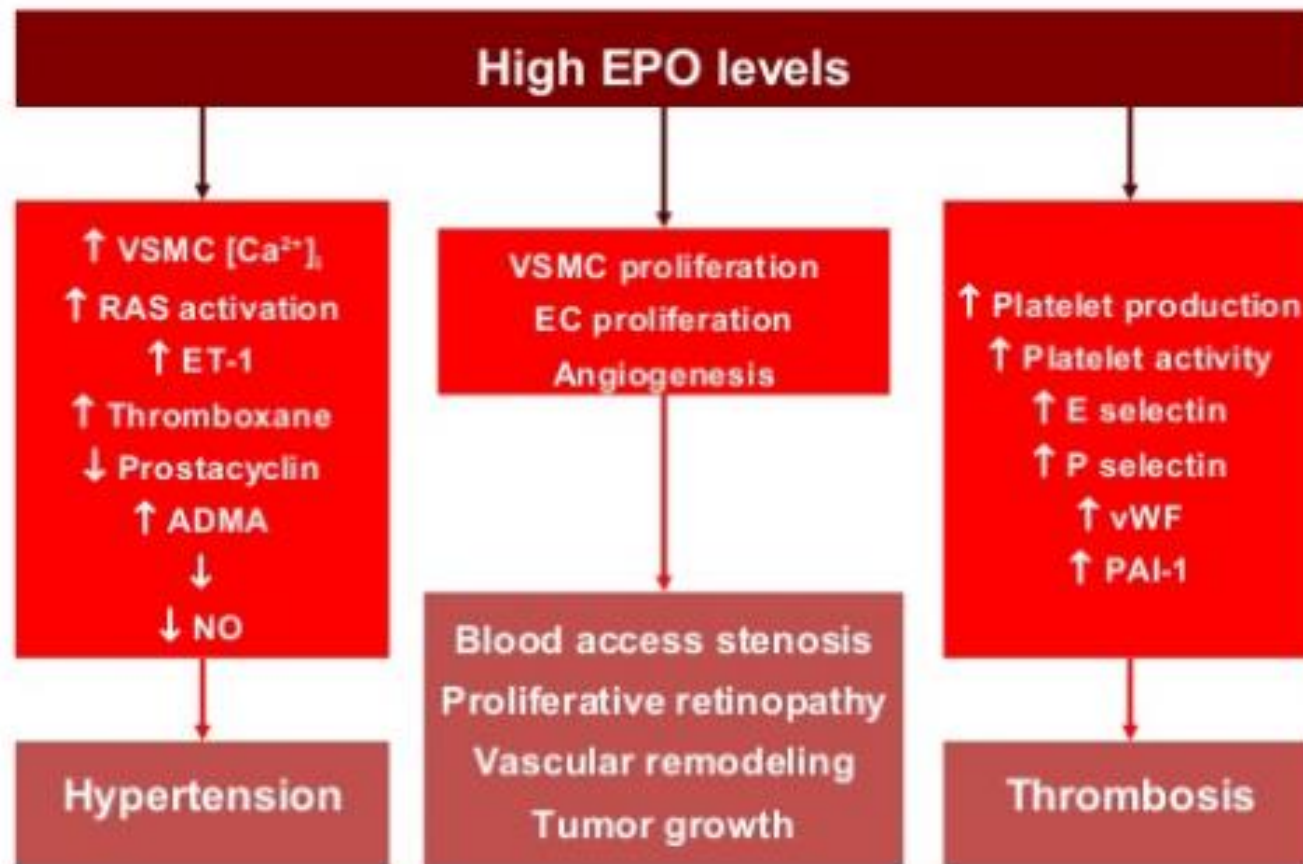 High EPO levels
↑ VSMC [Ca²⁺]ᵢ
↑ RAS activation
↑ ET-1
↑ Thromboxane
↓ Prostacyclin
↑ ADMA
↓
↓ NO
Hypertension
VSMC proliferation
EC proliferation
Angiogenesis
Blood access stenosis
Proliferative retinopathy
Vascular remodeling
Tumor growth
↑ Platelet production
↑ Platelet activity
↑ E selectin
↑ P selectin
↑ vWF
↑ PAI-1
Thrombosis